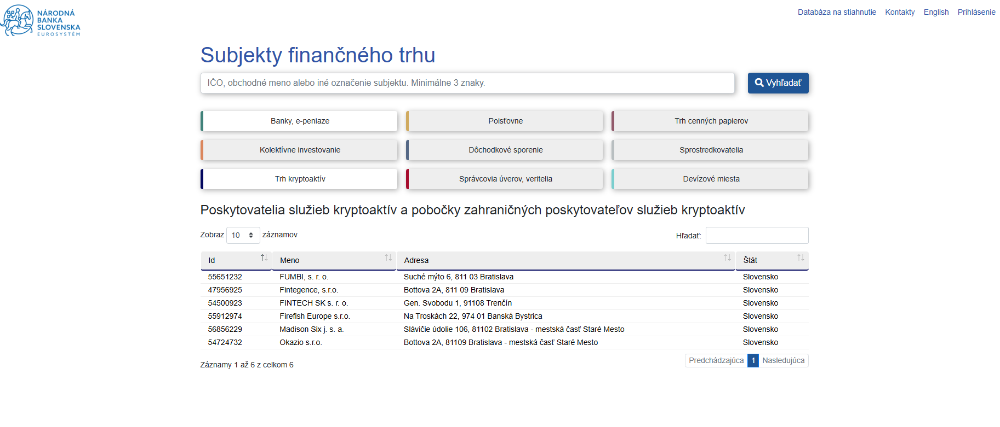 NÁRODNÁ
BANKA
SLOVENSKA
EUROSYSTÉM
Databáza na stiahnutie Kontakty English Prihlásenie
Subjekty finančného trhu
IČO, obchodné meno alebo iné označenie subjektu. Minimálne 3 znaky. Vyhľadať
Banky, e-peniaze Poisťovne Trh cenných papierov
Kolektívne investovanie Dôchodkové sporenie Sprostredkovatelia
Trh kryptoaktív Správcovia úverov, veritelia Devízové miesta
Poskytovatelia služieb kryptoaktív a pobočky zahraničných poskytovateľov služieb kryptoaktív
Zobraz 10 záznamov Hľadať:
Id Meno Adresa Štát
55651232 FUMBI, s. r. o. Suché mýto 6, 811 03 Bratislava Slovensko
47956925 Fintegence, s.r.o. Bottova 2A, 811 09 Bratislava Slovensko
54500923 FINTECH SK s. r. o. Gen. Svobodu 1, 91108 Trenčín Slovensko
55912974 Firefish Europe s.r.o. Na Troskách 22, 974 01 Banská Bystrica Slovensko
56856229 Madison Six j. s. a. Slávičie údolie 106, 81102 Bratislava - mestská časť Staré Mesto Slovensko
54724732 Okazio s.r.o. Bottova 2A, 81109 Bratislava - mestská časť Staré Mesto Slovensko
Záznamy 1 až 6 z celkom 6 Predchádzajúca 1 Nasledujúca